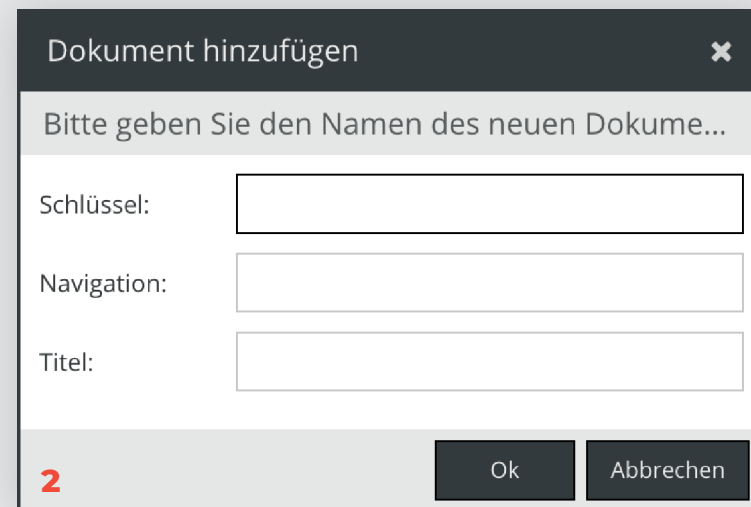 Dokument hinzufügen
Bitte geben Sie den Namen des neuen Dokume...
Schlüssel:
Navigation:
Titel:
2
Ok
Abbrechen